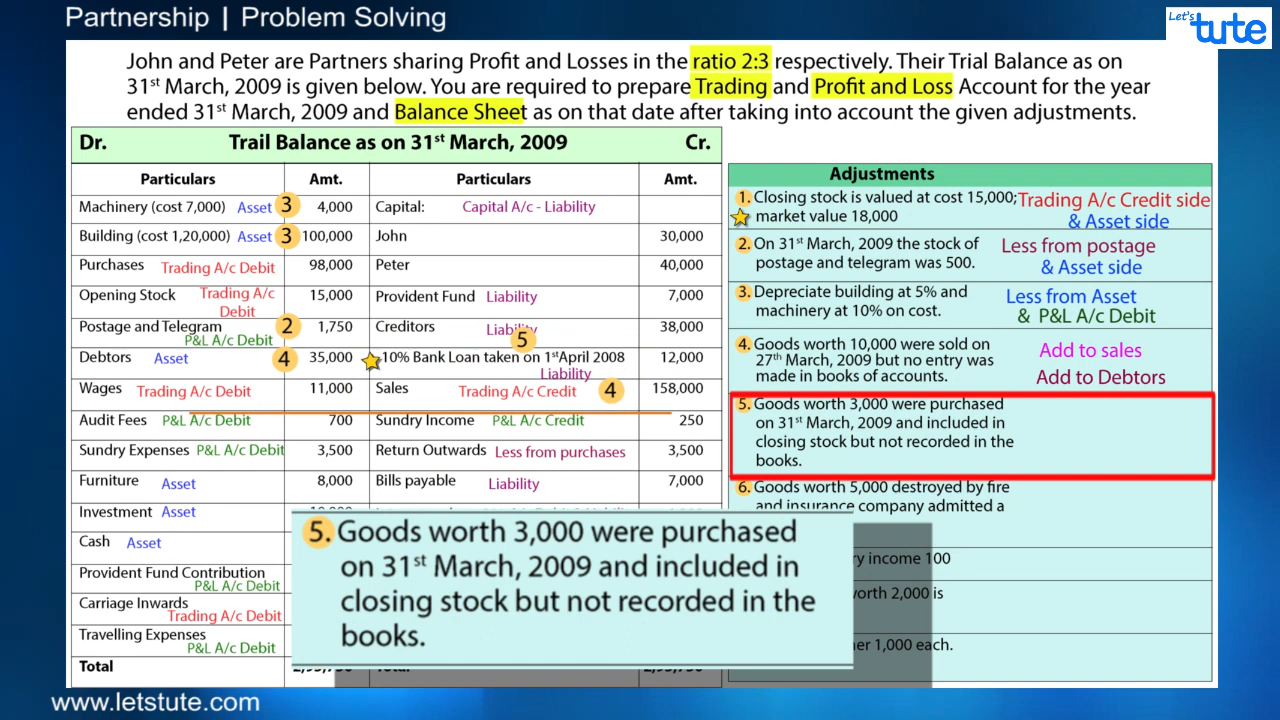 Partnership | Problem Solving
Let's tute
John and Peter are Partners sharing Profit and Losses in the ratio 2:3 respectively. Their Trial Balance as on
31st March, 2009 is given below. You are required to prepare Trading and Profit and Loss Account for the year
ended 31st March, 2009 and Balance Sheet as on that date after taking into account the given adjustments.
Dr. Trail Balance as on 31st March, 2009 Cr.
Particulars Amt. Particulars Amt.
Machinery (cost 7,000) Asset 3 4,000 Capital: Capital A/c - Liability
Building (cost 1,20,000) Asset 3 100,000 John 30,000
Purchases Trading A/c Debit 98,000 Peter 40,000
Opening Stock Trading A/c Debit 15,000 Provident Fund Liability 7,000
Postage and Telegram P&L A/c Debit 2 1,750 Creditors Liability 5 38,000
Debtors Asset 4 35,000 10% Bank Loan taken on 1st April 2008 Liability 12,000
Wages Trading A/c Debit 11,000 Sales Trading A/c Credit 4 158,000
Audit Fees P&L A/c Debit 700 Sundry Income P&L A/c Credit 250
Sundry Expenses P&L A/c Debit 3,500 Return Outwards Less from purchases 3,500
Furniture Asset 8,000 Bills payable Liability 7,000
Investment Asset
Cash Asset
Provident Fund Contribution
P&L A/c Debit
Carriage Inwards
Trading A/c Debit
Travelling Expenses
P&L A/c Debit
Total
Adjustments
1. Closing stock is valued at cost 15,000; Trading A/c Credit side
market value 18,000 & Asset side
2. On 31st March, 2009 the stock of Less from postage
postage and telegram was 500. & Asset side
3. Depreciate building at 5% and Less from Asset
machinery at 10% on cost. & P&L A/c Debit
4. Goods worth 10,000 were sold on
27th March, 2009 but no entry was Add to sales
made in books of accounts. Add to Debtors
5. Goods worth 3,000 were purchased
on 31st March, 2009 and included in
closing stock but not recorded in the
books.
6. Goods worth 5,000 destroyed by fire
and insurance company admitted a
income 100
2,000 is
1,000 each.
5. Goods worth 3,000 were purchased
on 31st March, 2009 and included in
closing stock but not recorded in the
books.
www.letstute.com